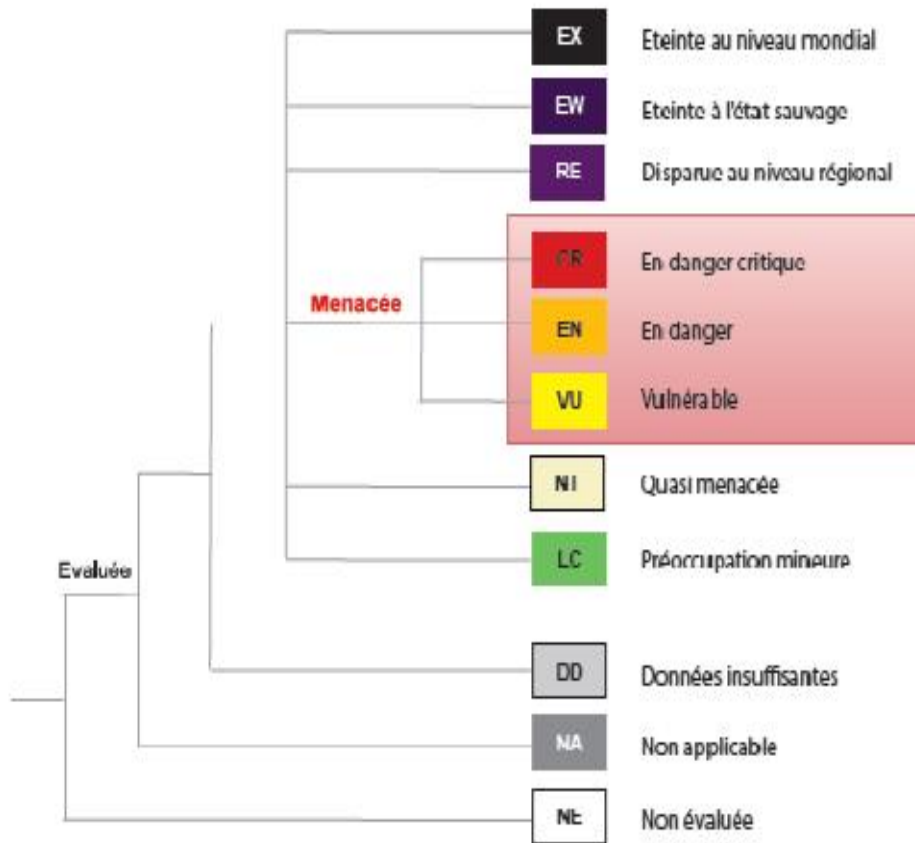 EX Eteinte au niveau mondial
EW Eteinte à l'état sauvage
RE Disparue au niveau régional
CR En danger critique
Menacée
EN En danger
VU Vulnérable
NT Quasi menacée
LC Préoccupation mineure
Evaluée
DD Données insuffisantes
NA Non applicable
NE Non évaluée